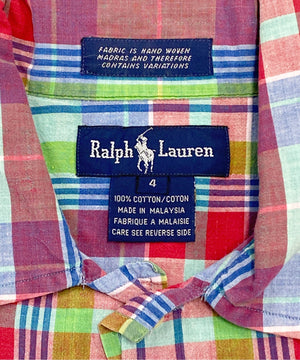 FABRIC IS HAND WOVEN
MADRAS AND THEREFORE
CONTAINS VARIATIONS
Ralph Lauren
4
100% COTTON/COTON
MADE IN MALAYSIA
FABRIQUE A MALAISIE
CARE SEE REVERSE SIDE